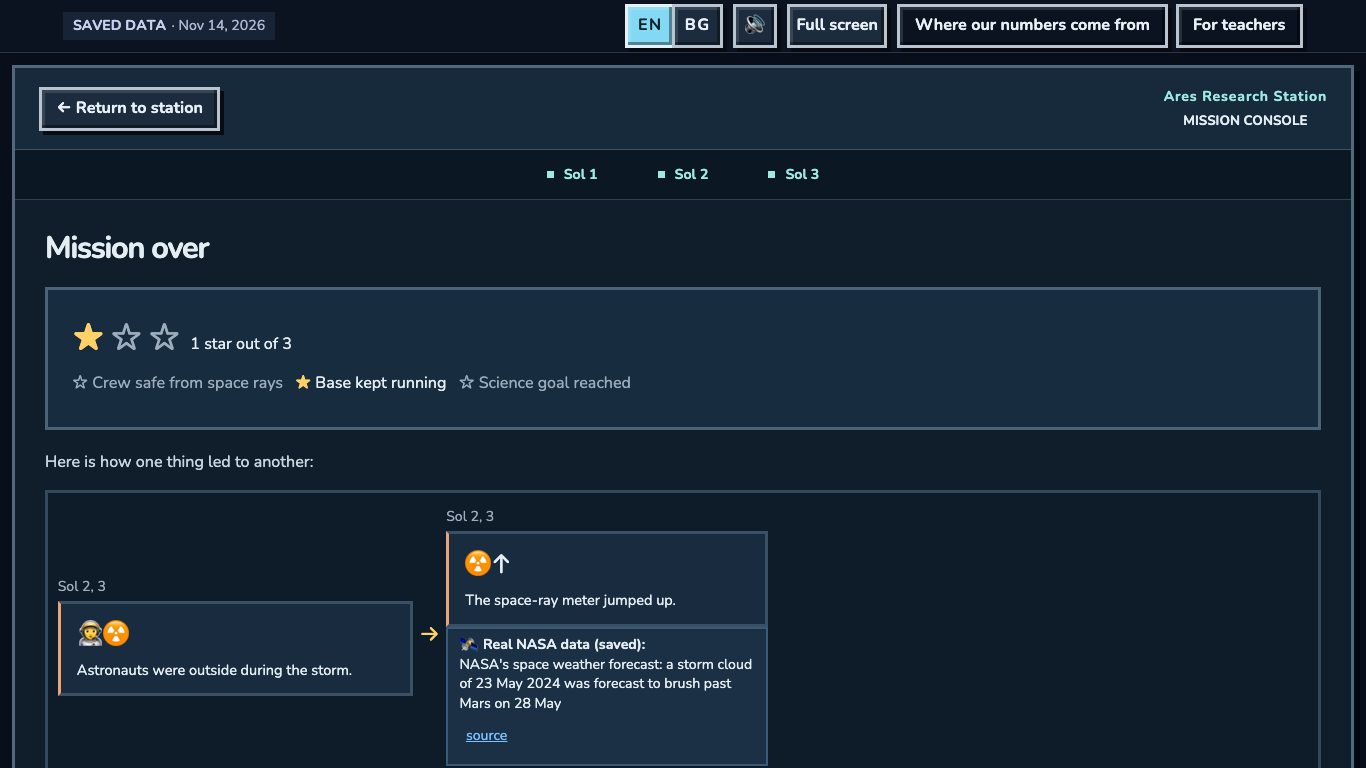 SAVED DATA · Nov 14, 2026
EN
BG
Full screen
Where our numbers come from
For teachers
← Return to station
Ares Research Station
MISSION CONSOLE
Sol 1
Sol 2
Sol 3
Mission over
1 star out of 3
Crew safe from space rays
Base kept running
Science goal reached
Here is how one thing led to another:
Sol 2, 3
Astronauts were outside during the storm.
Sol 2, 3
The space-ray meter jumped up.
Real NASA data (saved):
NASA's space weather forecast: a storm cloud
of 23 May 2024 was forecast to brush past
Mars on 28 May
source